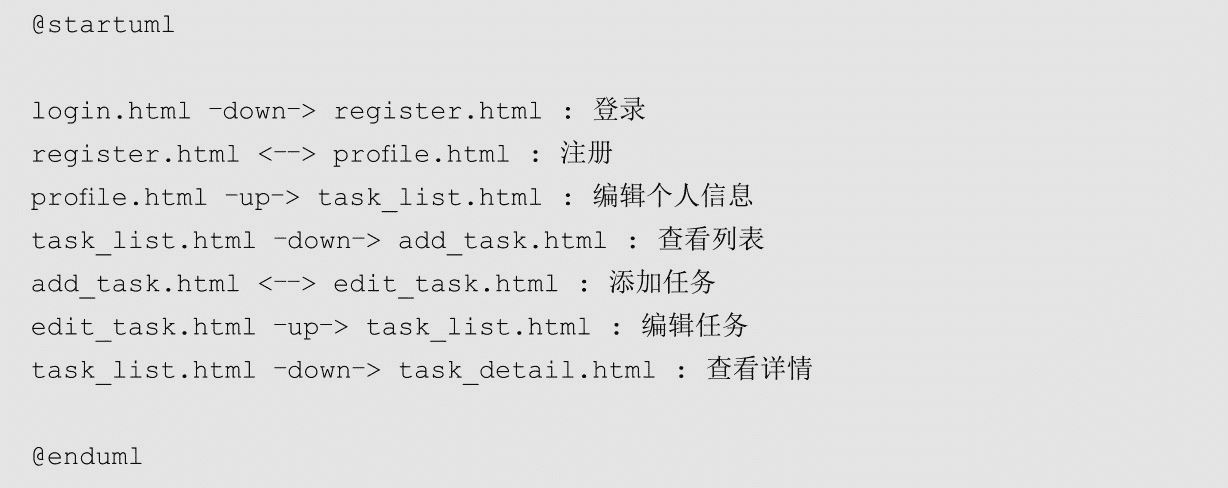 @startuml
login.html -down-> register.html : 登录
register.html <--> profile.html : 注册
profile.html -up-> task_list.html : 编辑个人信息
task_list.html -down-> add_task.html : 查看列表
add_task.html <--> edit_task.html : 添加任务
edit_task.html -up-> task_list.html : 编辑任务
task_list.html -down-> task_detail.html : 查看详情
@enduml